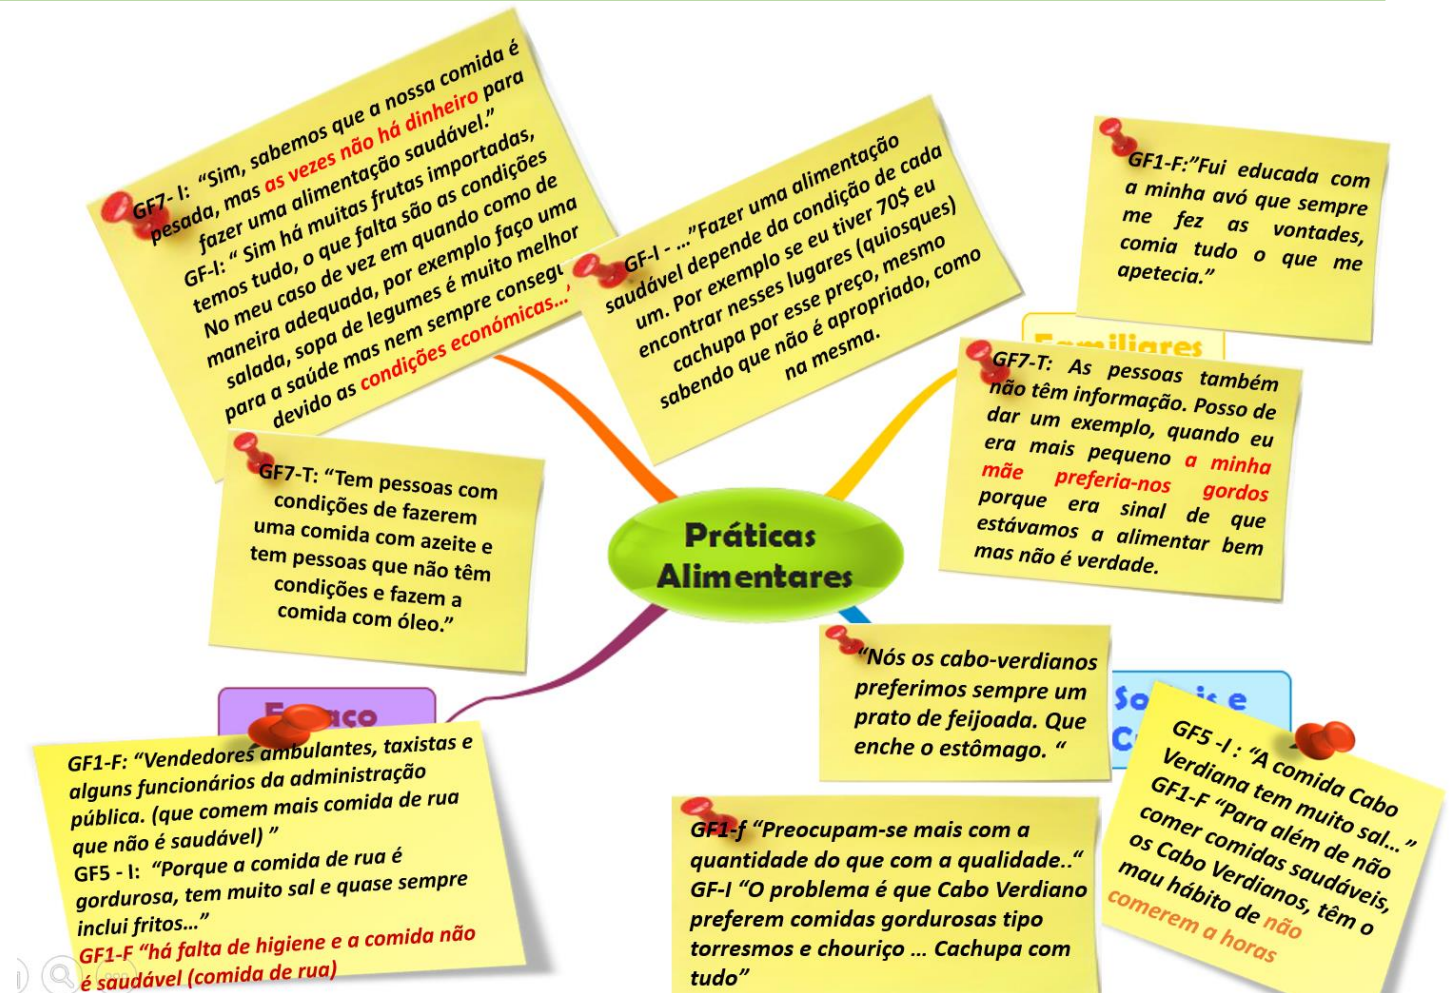 GF7- I: “Sim, sabemos que a nossa comida é
pesada, mas as vezes não há dinheiro para
fazer uma alimentação saudável.”
GF-I: “ Sim há muitas frutas importadas,
temos tudo, o que falta são as condições
No meu caso de vez em quando como de
maneira adequada, por exemplo faço uma
salada, sopa de legumes é muito melhor
para a saúde mas nem sempre
devido as condições económicas...
GF-I - ...”Fazer uma alimentação
saudável depende da condição de cada
um. Por exemplo se eu tiver 70$ eu
encontrar nesses lugares (quiosques)
cachupa por esse preço, mesmo
sabendo que não é apropriado, como
na mesma.
GF1-F:”Fui educada com
a minha avó que sempre
me fez as vontades,
comia tudo o que me
apetecia.”
Familiares
GF7-T: As pessoas também
não têm informação. Posso de
dar um exemplo, quando eu
era mais pequeno a minha
mãe preferia-nos gordos
porque era sinal de que
estávamos a alimentar bem
mas não é verdade.
GF7-T: “Tem pessoas com
condições de fazerem
uma comida com azeite e
tem pessoas que não têm
condições e fazem a
comida com óleo.”
Práticas
Alimentares
“Nós os cabo-verdianos
preferimos sempre um
prato de feijoada. Que
enche o estômago. “
e
GF5 -I : “A comida Cabo
Verdiana tem muito sal... ”
GF1-F “Para além de não
comer comidas saudáveis,
os Cabo Verdianos, têm o
mau hábito de não
comerem a horas
GF1-F: “Vendedores ambulantes, taxistas e
alguns funcionários da administração
pública. (que comem mais comida de rua
que não é saudável) ”
GF5 - I: “Porque a comida de rua é
gordurosa, tem muito sal e quase sempre
inclui fritos...”
GF1-F “há falta de higiene e a comida não
é saudável (comida de rua)
GF1-f “Preocupam-se mais com a
quantidade do que com a qualidade..“
GF-I “O problema é que Cabo Verdiano
preferem comidas gordurosas tipo
torresmos e chouriço ... Cachupa com
tudo”